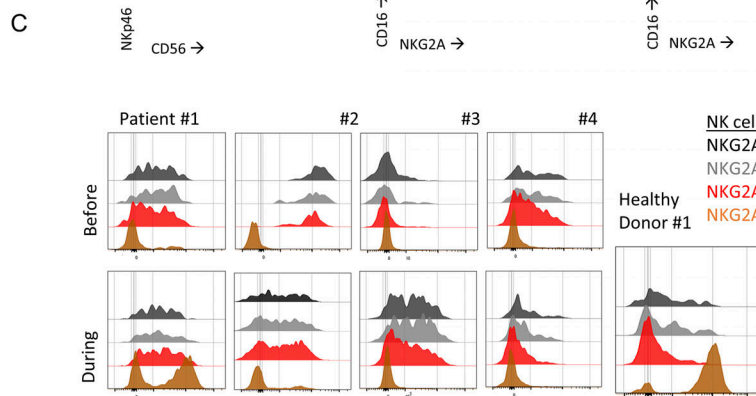 C
NKp46
CD56 →
CD16 →
NKG2A →
CD16 →
NKG2A →
Patient #1
#2
#3
#4
NK cel
NKG2A
NKG2A
NKG2A
NKG2A
Healthy
Donor #1
Before
During